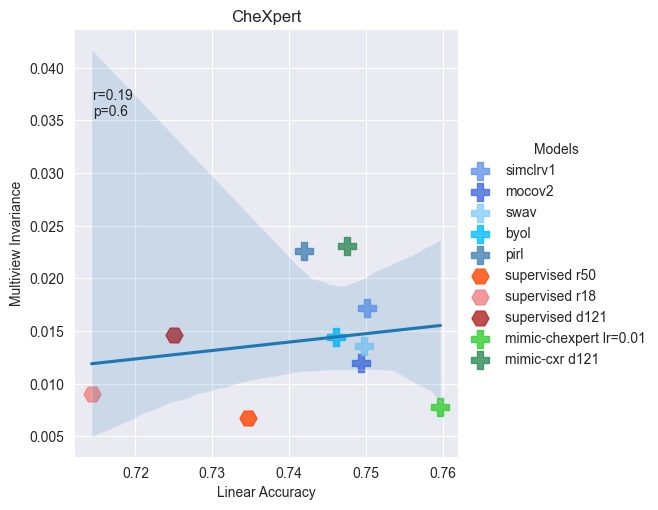 CheXpert
0.040
0.035
0.030
0.025
0.020
0.015
0.010
0.005
Multiview Invariance
r=0.19
p=0.6
0.72 0.73 0.74 0.75 0.76
Linear Accuracy
Models
simclrv1
mocov2
swav
byol
pirl
supervised r50
supervised r18
supervised d121
mimic-chexpert lr=0.01
mimic-cxr d121